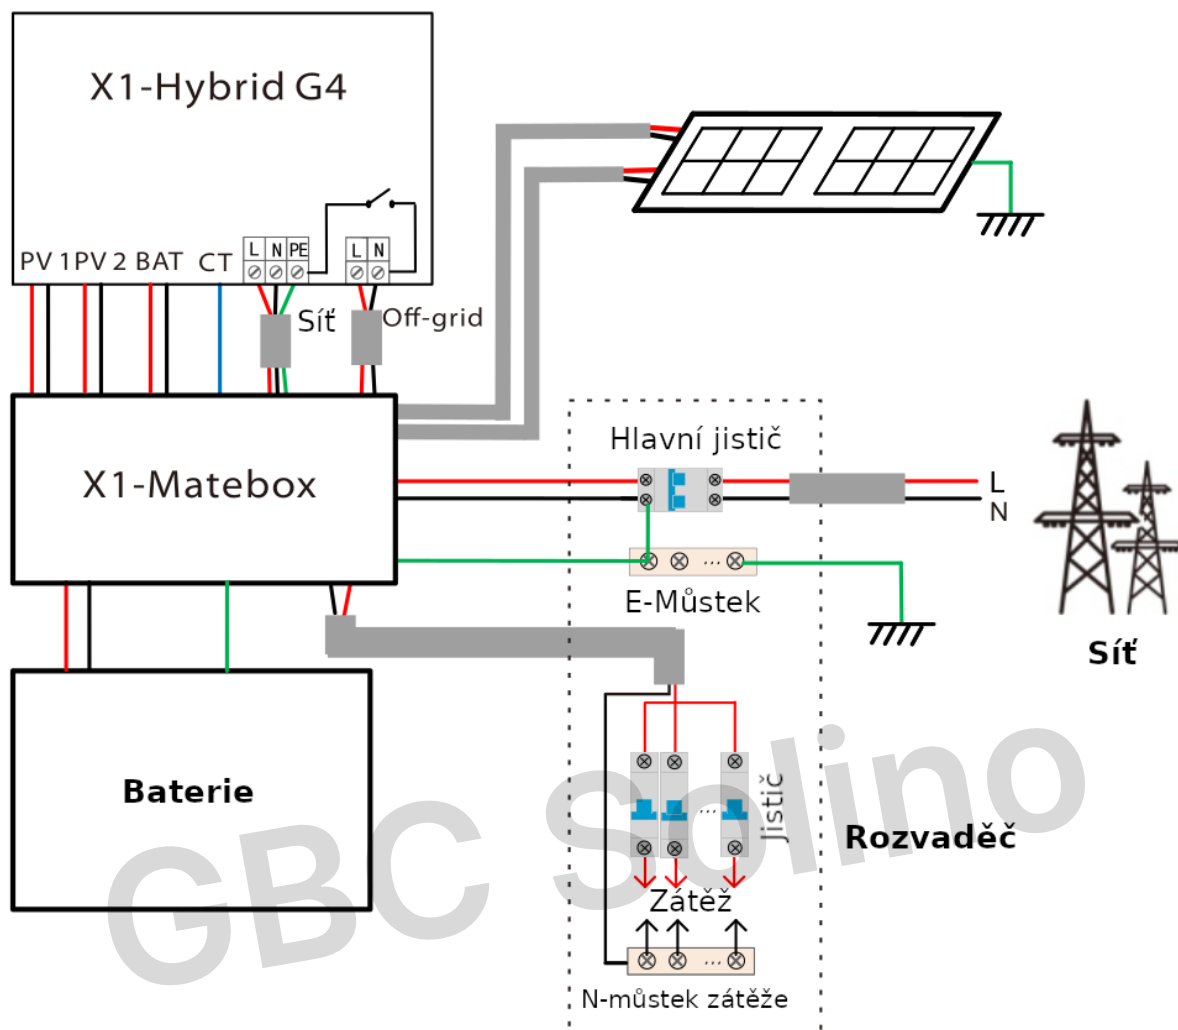 X1-Hybrid G4
PV 1 PV 2 BAT CT
L N PE
L N
Síť
Off-grid
X1-Matebox
Hlavní jistič
L
N
...
E-Můstek
Síť
Baterie
...
Jistič
Rozvaděč
Zátěž
...
N-můstek zátěže
GBC Solino